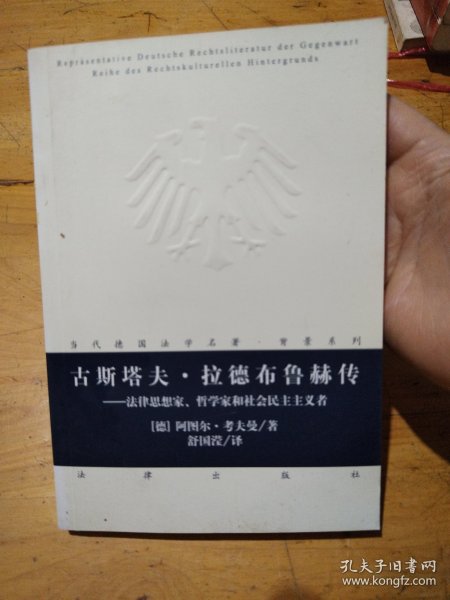 Repräsentative Deutsche Rechtsliteratur der Gegenwart
Reihe des Rechtskulturellen Hintergrunds
当代德国法学名著·背景系列
古斯塔夫·拉德布鲁赫传
——法律思想家、哲学家和社会民主主义者
[德]阿图尔·考夫曼/著
舒国滢/译
法律出版社
孔夫子旧书网
www.kongfz.com